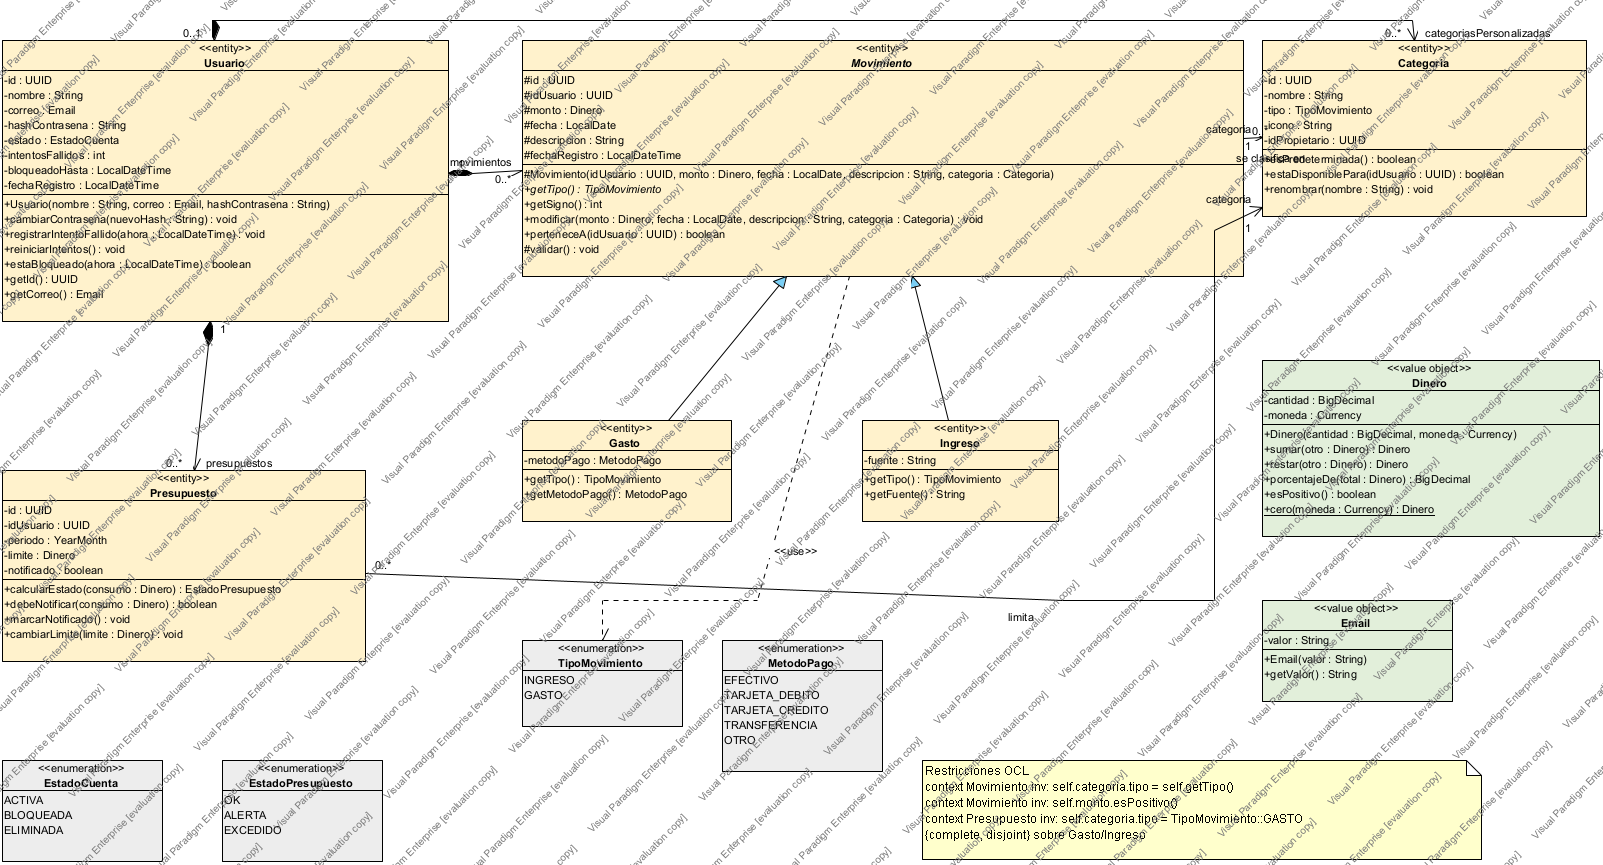 0..1
0..*
categoriasPersonalizadas
<<entity>>
Usuario
-id : UUID
-nombre : String
-correo : Email
-hashContrasena : String
-estado : EstadoCuenta
-intentosFallidos : int
-bloqueadoHasta : LocalDateTime
-fechaRegistro : LocalDateTime
+Usuario(nombre : String, correo : Email, hashContrasena : String)
+cambiarContrasena(nuevoHash : String) : void
+registrarIntentoFallido(ahora : LocalDateTime) : void
+reiniciarIntentos() : void
+estaBloqueado(ahora : LocalDateTime) : boolean
+getId() : UUID
+getCorreo() : Email
movimientos
0..*
<<entity>>
Movimiento
#id : UUID
#idUsuario : UUID
#monto : Dinero
#fecha : LocalDate
#descripcion : String
#fechaRegistro : LocalDateTime
#Movimiento(idUsuario : UUID, monto : Dinero, fecha : LocalDate, descripcion : String, categoria : Categoria)
+getTipo() : TipoMovimiento
+getSigno() : int
+modificar(monto : Dinero, fecha : LocalDate, descripcion : String, categoria : Categoria) : void
+perteneceA(idUsuario : UUID) : boolean
#validar() : void
categoria
1
se clasifica en
categoria
1
<<entity>>
Categoria
-id : UUID
-nombre : String
-tipo : TipoMovimiento
-icono : String
-idPropietario : UUID
+esPredeterminada() : boolean
+estaDisponiblePara(idUsuario : UUID) : boolean
+renombrar(nombre : String) : void
1
0..*
presupuestos
<<entity>>
Presupuesto
-id : UUID
-idUsuario : UUID
-periodo : YearMonth
-limite : Dinero
-notificado : boolean
+calcularEstado(consumo : Dinero) : EstadoPresupuesto
+debeNotificar(consumo : Dinero) : boolean
+marcarNotificado() : void
+cambiarLimite(limite : Dinero) : void
0..*
limita
<<entity>>
Gasto
-metodoPago : MetodoPago
+getTipo() : TipoMovimiento
+getMetodoPago() : MetodoPago
<<entity>>
Ingreso
-fuente : String
+getTipo() : TipoMovimiento
+getFuente() : String
<<use>>
<<value object>>
Dinero
-cantidad : BigDecimal
-moneda : Currency
+Dinero(cantidad : BigDecimal, moneda : Currency)
+sumar(otro : Dinero) : Dinero
+restar(otro : Dinero) : Dinero
+porcentajeDe(total : Dinero) : BigDecimal
+esPositivo() : boolean
+cero(moneda : Currency) : Dinero
<<value object>>
Email
-valor : String
+Email(valor : String)
+getValor() : String
<<enumeration>>
TipoMovimiento
INGRESO
GASTO
<<enumeration>>
MetodoPago
EFECTIVO
TARJETA_DEBITO
TARJETA_CREDITO
TRANSFERENCIA
OTRO
<<enumeration>>
EstadoCuenta
ACTIVA
BLOQUEADA
ELIMINADA
<<enumeration>>
EstadoPresupuesto
OK
ALERTA
EXCEDIDO
Restricciones OCL
context Movimiento inv: self.categoria.tipo = self.getTipo()
context Movimiento inv: self.monto.esPositivo()
context Presupuesto inv: self.categoria.tipo = TipoMovimiento::GASTO
{complete, disjoint} sobre Gasto/Ingreso
Visual Paradigm Enterprise [evaluation copy]